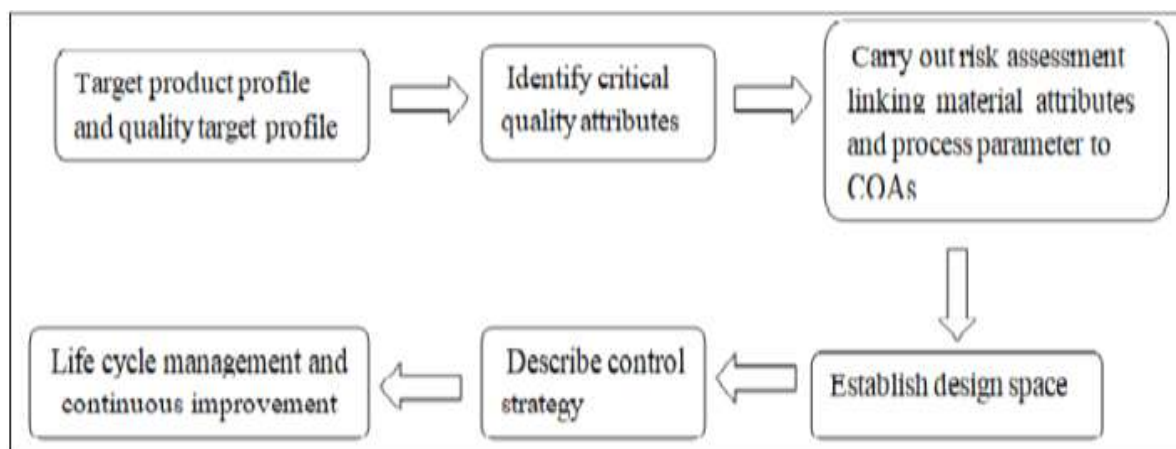 Target product profile
and quality target profile
Identify critical
quality attributes
Carry out risk assessment
linking material attributes
and process parameter to
COAs
Establish design space
Describe control
strategy
Life cycle management and
continuous improvement